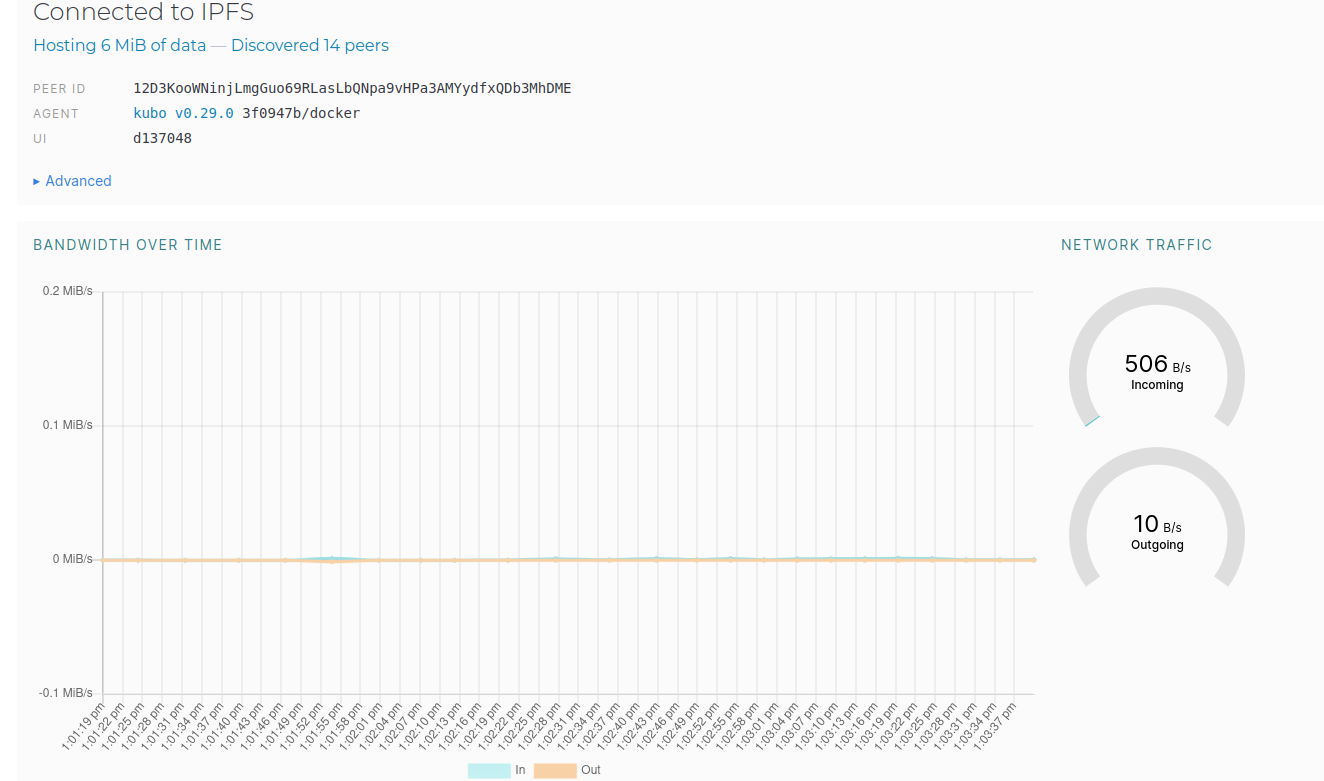 Connected to IPFS
Hosting 6 MiB of data — Discovered 14 peers
PEER ID 12D3KooWNinjLmgGuo69RLasLbQNpa9vHPa3AMYydfxQDb3MhDME
AGENT kubo v0.29.0 3f0947b/docker
UI d137048
▸ Advanced
BANDWIDTH OVER TIME
0.2 MiB/s
0.1 MiB/s
0 MiB/s
-0.1 MiB/s
1:01:19 pm
1:01:22 pm
1:01:25 pm
1:01:28 pm
1:01:31 pm
1:01:34 pm
1:01:37 pm
1:01:40 pm
1:01:43 pm
1:01:46 pm
1:01:49 pm
1:01:52 pm
1:01:55 pm
1:01:58 pm
1:02:01 pm
1:02:04 pm
1:02:07 pm
1:02:10 pm
1:02:13 pm
1:02:16 pm
1:02:19 pm
1:02:22 pm
1:02:25 pm
1:02:28 pm
1:02:31 pm
1:02:34 pm
1:02:37 pm
1:02:40 pm
1:02:43 pm
1:02:46 pm
1:02:49 pm
1:02:52 pm
1:02:55 pm
1:02:58 pm
1:03:01 pm
1:03:04 pm
1:03:07 pm
1:03:10 pm
1:03:13 pm
1:03:16 pm
1:03:19 pm
1:03:22 pm
1:03:25 pm
1:03:28 pm
1:03:31 pm
1:03:34 pm
1:03:37 pm
In Out
NETWORK TRAFFIC
506 B/s
Incoming
10 B/s
Outgoing